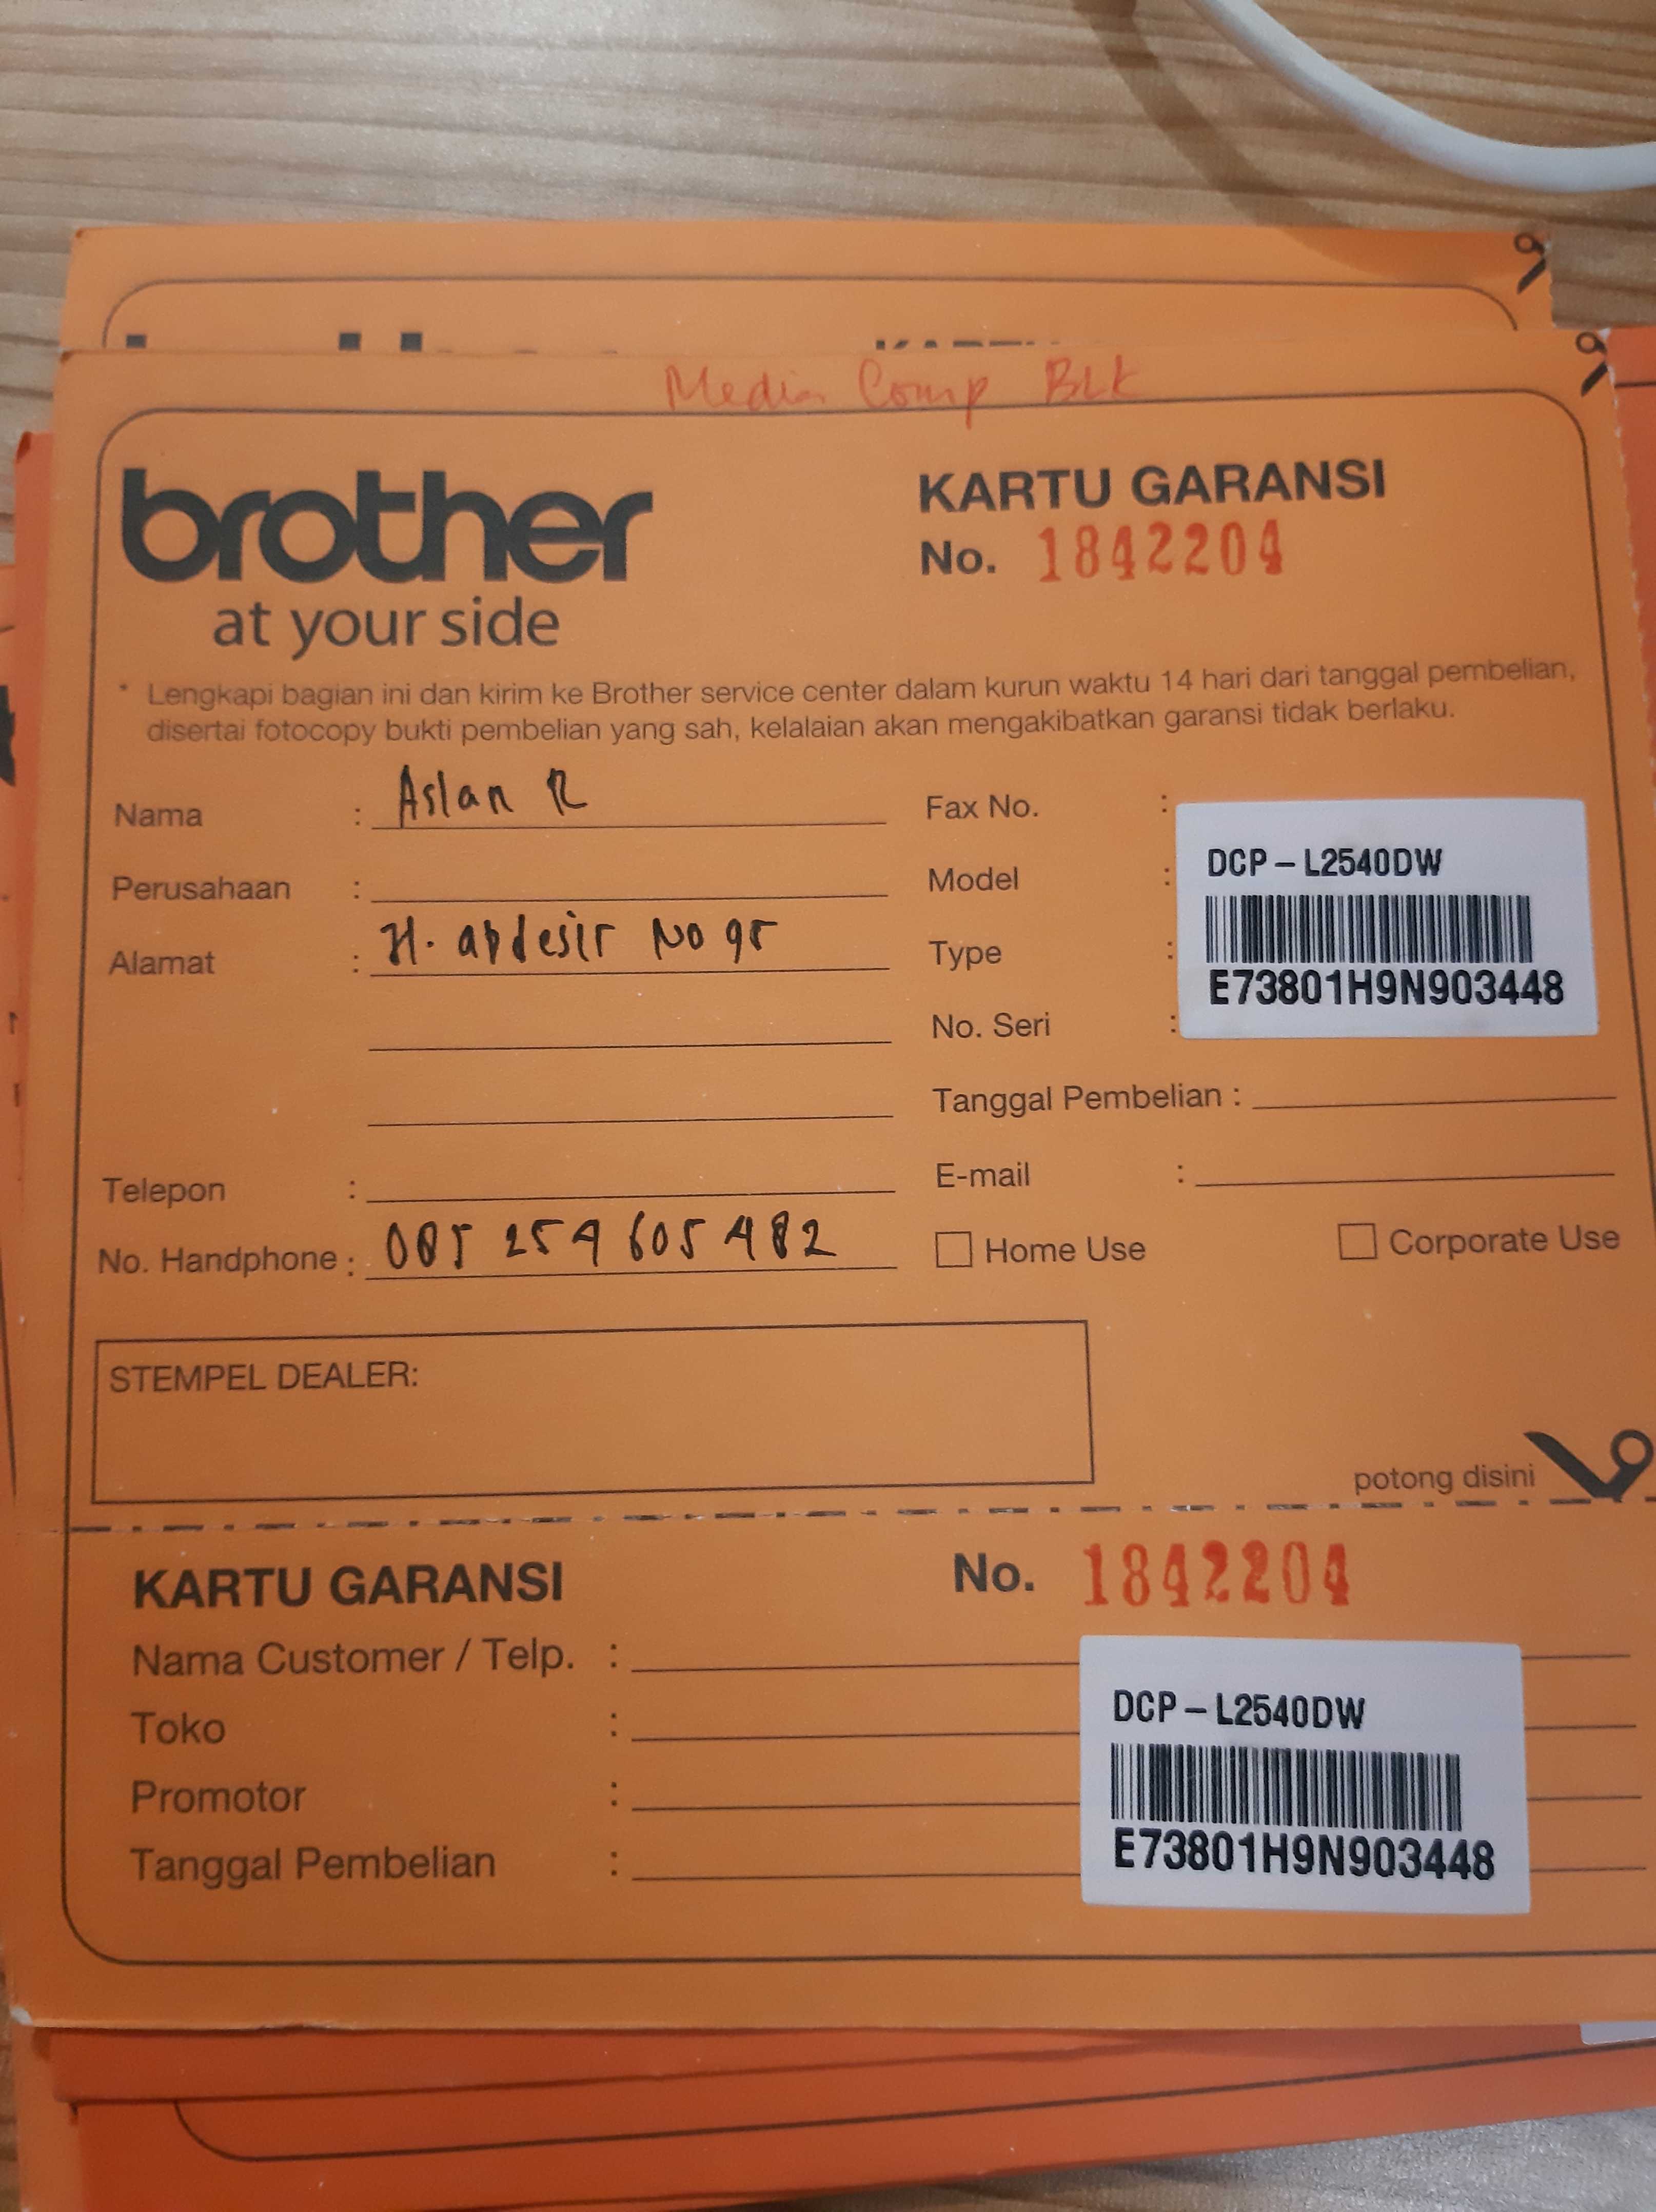 Media Comp BLK
brother
at your side
KARTU GARANSI
No. 1842204
* Lengkapi bagian ini dan kirim ke Brother service center dalam kurun waktu 14 hari dari tanggal pembelian,
disertai fotocopy bukti pembelian yang sah, kelalaian akan mengakibatkan garansi tidak berlaku.
Nama : Aslan R
Perusahaan :
Alamat : H. No 95
Telepon :
No. Handphone : 085 254 605 482
Fax No. :
Model :
Type :
No. Seri :
DCP-L2540DW
E73801H9N903448
Tanggal Pembelian :
E-mail :
Home Use
Corporate Use
STEMPEL DEALER:
potong disini
KARTU GARANSI
No. 1842204
Nama Customer / Telp. :
Toko :
Promotor :
Tanggal Pembelian :
DCP-L2540DW
E73801H9N903448